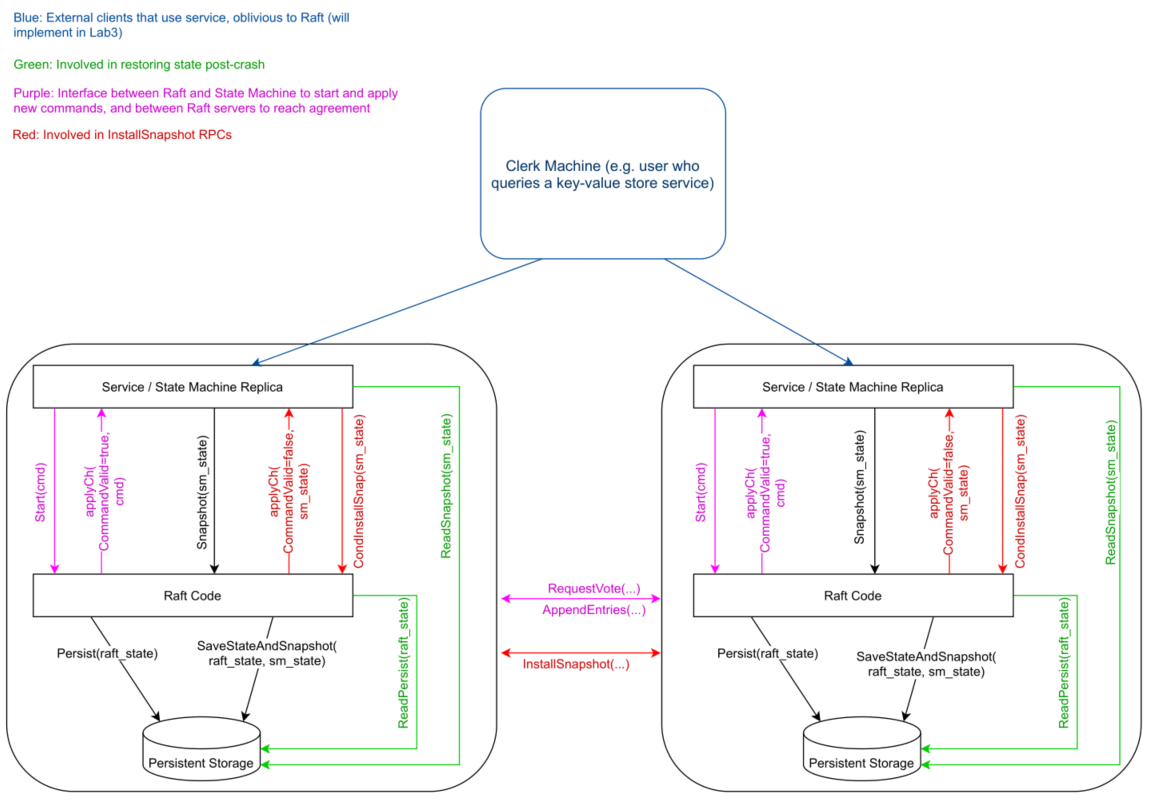 Blue: External clients that use service, oblivious to Raft (will
implement in Lab3)
Green: Involved in restoring state post-crash
Purple: Interface between Raft and State Machine to start and apply
new commands, and between Raft servers to reach agreement
Red: Involved in InstallSnapshot RPCs
Clerk Machine (e.g. user who
queries a key-value store service)
Service / State Machine Replica
Start(cmd)
applyCh(
CommandValid=true,
cmd)
Snapshot(sm_state)
applyCh(
CommandValid=false,
sm_state)
CondInstallSnap(sm_state)
ReadSnapshot(sm_state)
Raft Code
Persist(raft_state)
SaveStateAndSnapshot(
raft_state, sm_state)
ReadPersist(raft_state)
Persistent Storage
RequestVote(...)
AppendEntries(...)
InstallSnapshot(...)
Service / State Machine Replica
Start(cmd)
applyCh(
CommandValid=true,
cmd)
Snapshot(sm_state)
applyCh(
CommandValid=false,
sm_state)
CondInstallSnap(sm_state)
ReadSnapshot(sm_state)
Raft Code
Persist(raft_state)
SaveStateAndSnapshot(
raft_state, sm_state)
ReadPersist(raft_state)
Persistent Storage